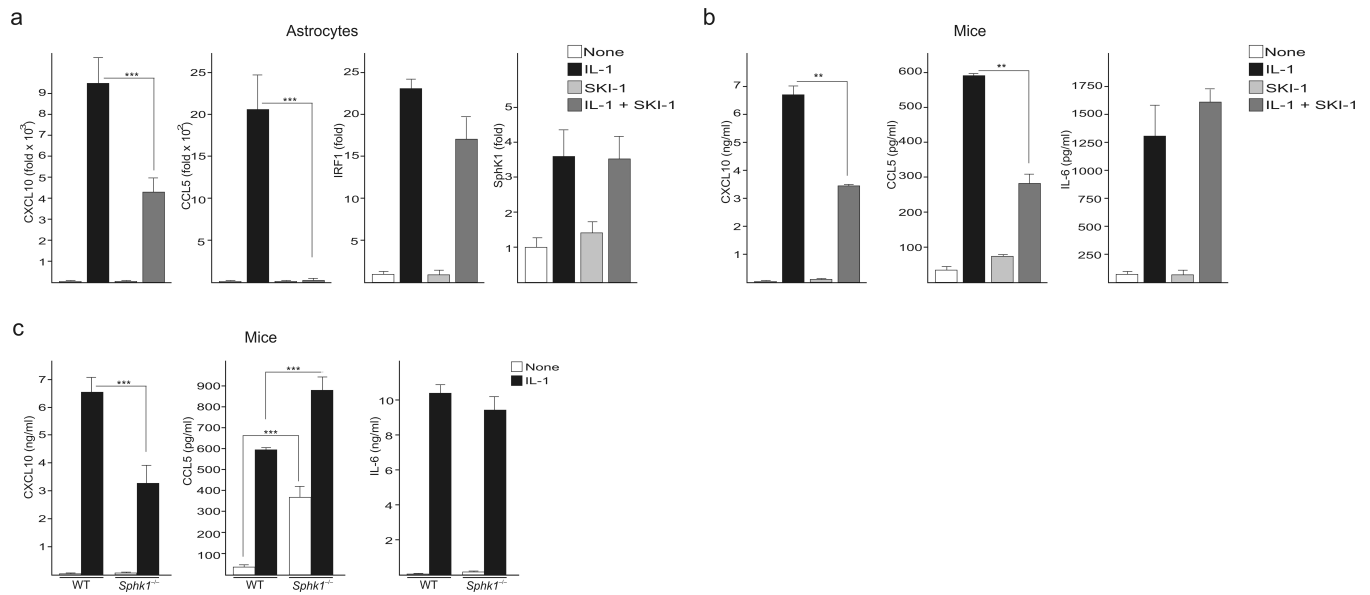 a
Astrocytes
CXCL10 (fold x 10³)
9
8
7
6
5
4
3
2
1
***
CCL5 (fold x 10²)
25
20
15
10
5
***
IRF1 (fold)
25
20
15
10
5
SphK1 (fold)
5
4
3
2
1
None
IL-1
SKI-1
IL-1 + SKI-1
b
Mice
CXCL10 (ng/ml)
7
6
5
4
3
2
1
**
CCL5 (pg/ml)
600
500
400
300
200
100
**
IL-6 (pg/ml)
1750
1500
1250
1000
750
500
250
None
IL-1
SKI-1
IL-1 + SKI-1
c
Mice
CXCL10 (ng/ml)
7
6
5
4
3
2
1
***
WT Sphk1⁻/⁻
CCL5 (pg/ml)
900
800
700
600
500
400
300
200
100
***
***
WT Sphk1⁻/⁻
IL-6 (ng/ml)
10
8
6
4
2
WT Sphk1⁻/⁻
None
IL-1